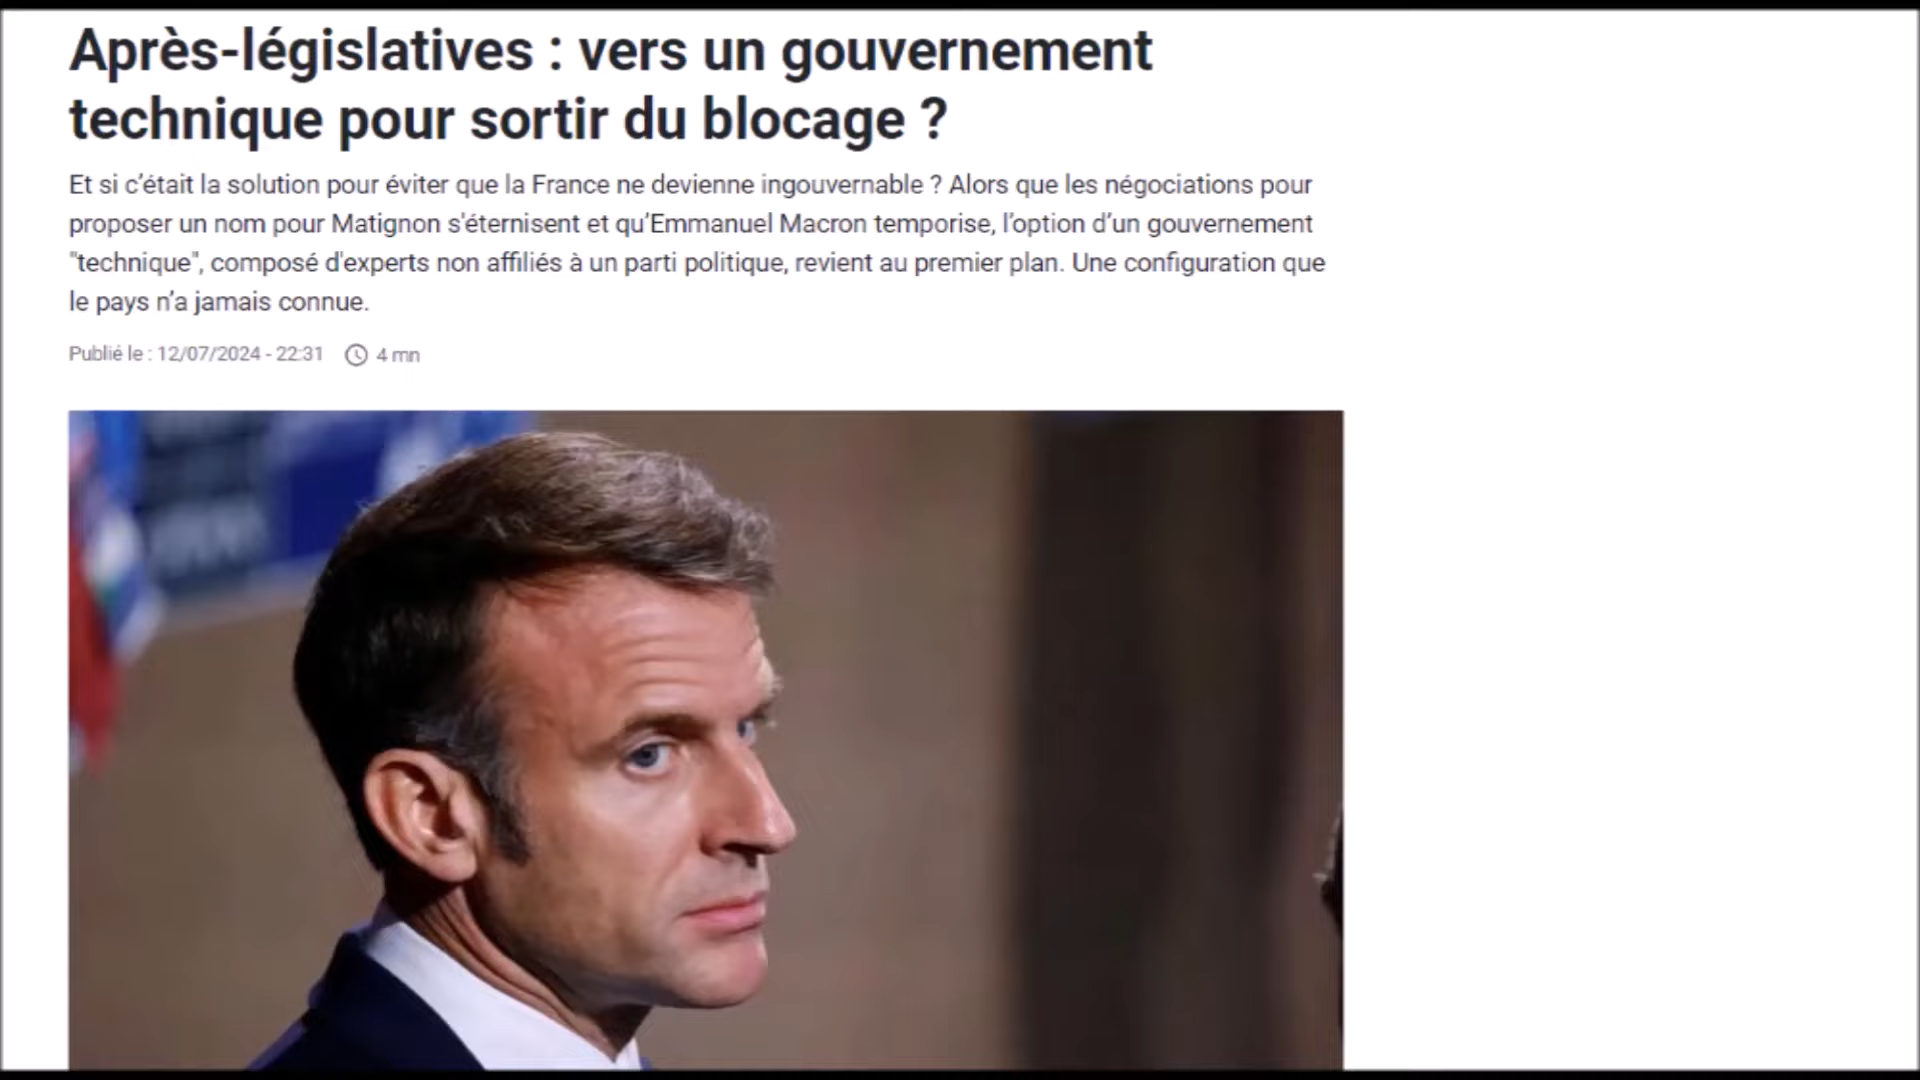 Après-législatives : vers un gouvernement
technique pour sortir du blocage ?
Et si c’était la solution pour éviter que la France ne devienne ingouvernable ? Alors que les négociations pour
proposer un nom pour Matignon s'éternisent et qu’Emmanuel Macron temporise, l’option d’un gouvernement
"technique", composé d'experts non affiliés à un parti politique, revient au premier plan. Une configuration que
le pays n’a jamais connue.
Publié le : 12/07/2024 - 22:31 4 mn